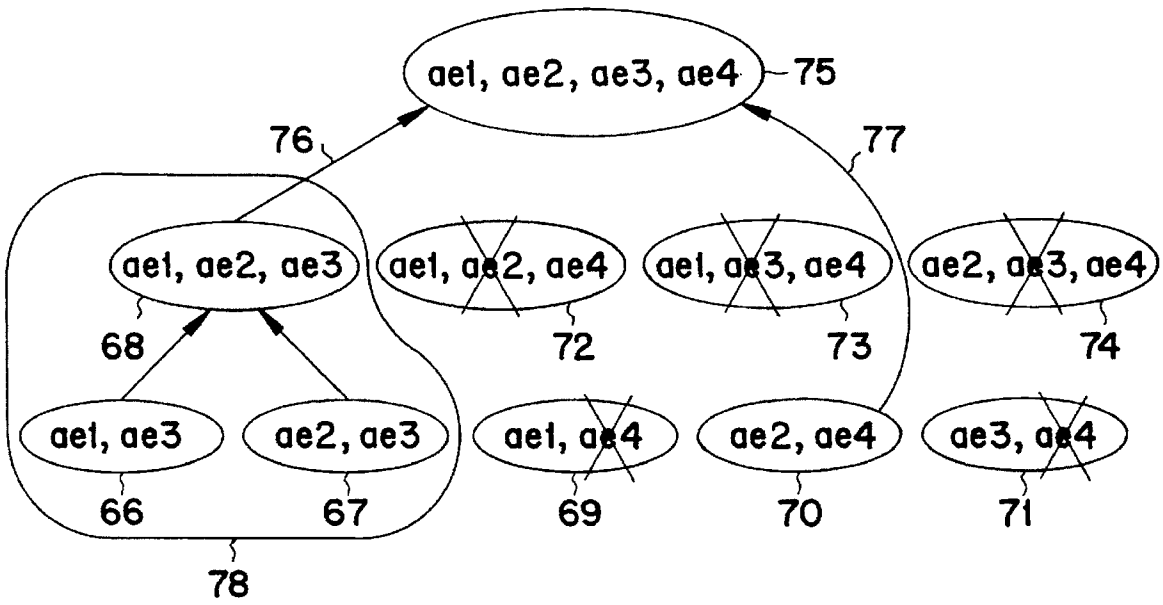 ae1, ae2, ae3, ae4
75
76
77
ae1, ae2, ae3
ae1, ae2, ae4
ae1, ae3, ae4
ae2, ae3, ae4
68
72
73
74
ae1, ae3
ae2, ae3
ae1, ae4
ae2, ae4
ae3, ae4
66
67
69
70
71
78